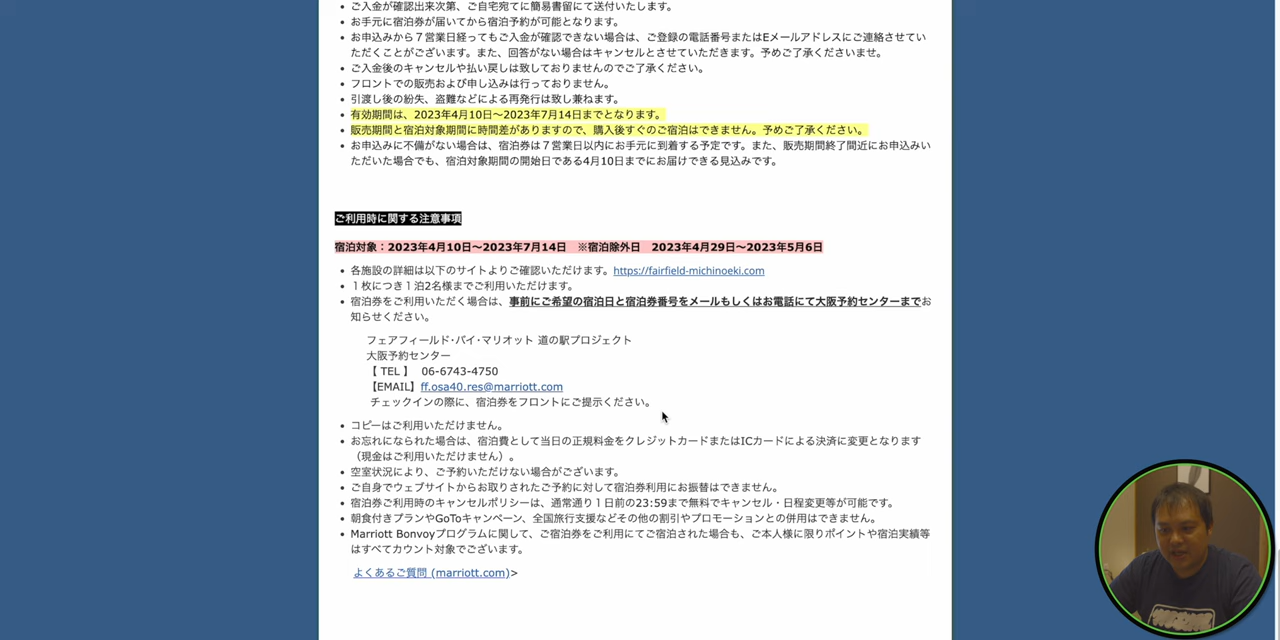 ご入金が確認出来次第、ご自宅宛てに簡易書留にて送付いたします。
お手元に宿泊券が届いてから宿泊予約が可能となります。
お申込みから７営業日経ってもご入金が確認できない場合は、ご登録の電話番号またはEメールアドレスにご連絡させてい
ただくことがございます。また、回答がない場合はキャンセルとさせていただきます。予めご了承くださいませ。
ご入金後のキャンセルや払い戻しは致しておりませんのでご了承ください。
フロントでの販売および申し込みは行っておりません。
引渡し後の紛失、盗難などによる再発行は致し兼ねます。
有効期間は、2023年4月10日～2023年7月14日までとなります。
販売期間と宿泊対象期間に時間差がありますので、購入後すぐのご宿泊はできません。予めご了承ください。
お申込みに不備がない場合は、宿泊券は７営業日以内にお手元に到着する予定です。また、販売期間終了間近にお申込みい
ただいた場合でも、宿泊対象期間の開始日である4月10日までにお届けできる見込みです。
ご利用時に関する注意事項
宿泊対象：2023年4月10日～2023年7月14日　※宿泊除外日　2023年4月29日～2023年5月6日
各施設の詳細は以下のサイトよりご確認いただけます。https://fairfield-michinoeki.com
１枚につき１泊2名様までご利用いただけます。
宿泊券をご利用いただく場合は、事前にご希望の宿泊日と宿泊券番号をメールもしくはお電話にて大阪予約センターまでお
知らせください。
フェアフィールド･バイ･マリオット 道の駅プロジェクト
大阪予約センター
【 TEL 】　06-6743-4750
【EMAIL】ff.osa40.res@marriott.com
チェックインの際に、宿泊券をフロントにご提示ください。
コピーはご利用いただけません。
お忘れになられた場合は、宿泊費として当日の正規料金をクレジットカードまたはICカードによる決済に変更となります
（現金はご利用いただけません）。
空室状況により、ご予約いただけない場合がございます。
ご自身でウェブサイトからお取りされたご予約に対して宿泊券利用にお振替はできません。
宿泊券ご利用時のキャンセルポリシーは、通常通り１日前の23:59まで無料でキャンセル・日程変更等が可能です。
朝食付きプランやGoToキャンペーン、全国旅行支援などその他の割引やプロモーションとの併用はできません。
Marriott Bonvoyプログラムに関して、ご宿泊券をご利用にてご宿泊された場合も、ご本人様に限りポイントや宿泊実績等
はすべてカウント対象でございます。
よくあるご質問 (marriott.com)>